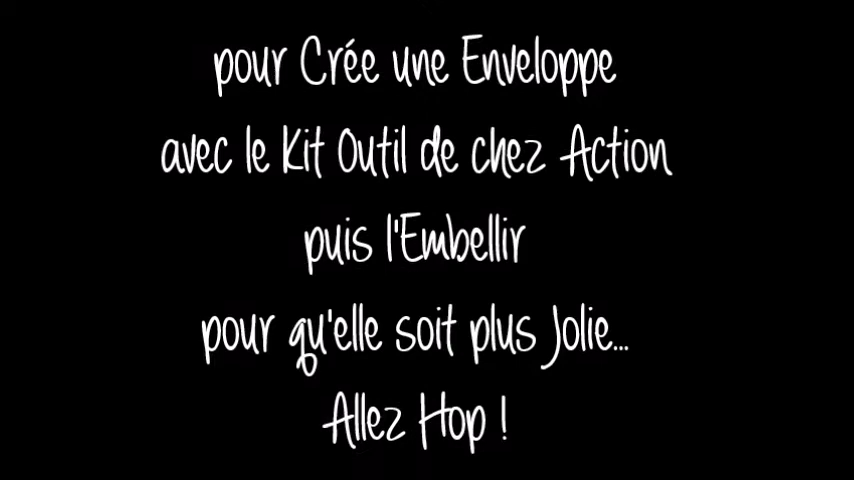 pour Crée une Enveloppe
avec le Kit Outil de chez Action
puis l'Embellir
pour qu'elle soit plus Jolie...
Allez Hop !